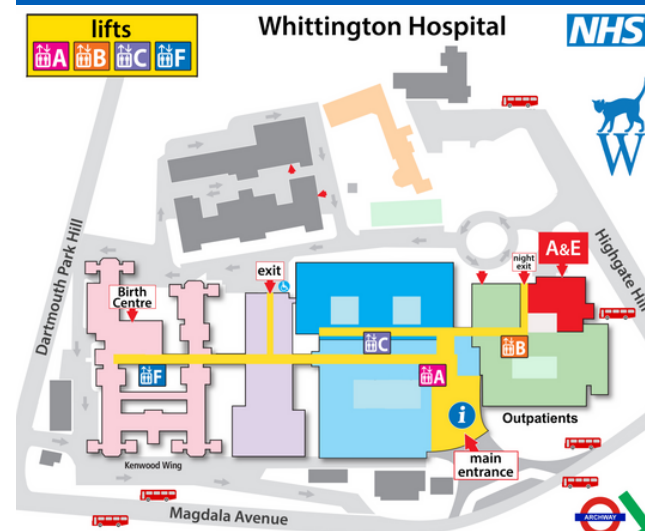 lifts
A B C F
Whittington Hospital
NHS
W
Dartmouth Park Hill
Highgate Hill
exit
night
exit
A&E
Birth
Centre
C
B
F
A
i
Outpatients
main
entrance
Kenwood Wing
Magdala Avenue
ARCHWAY